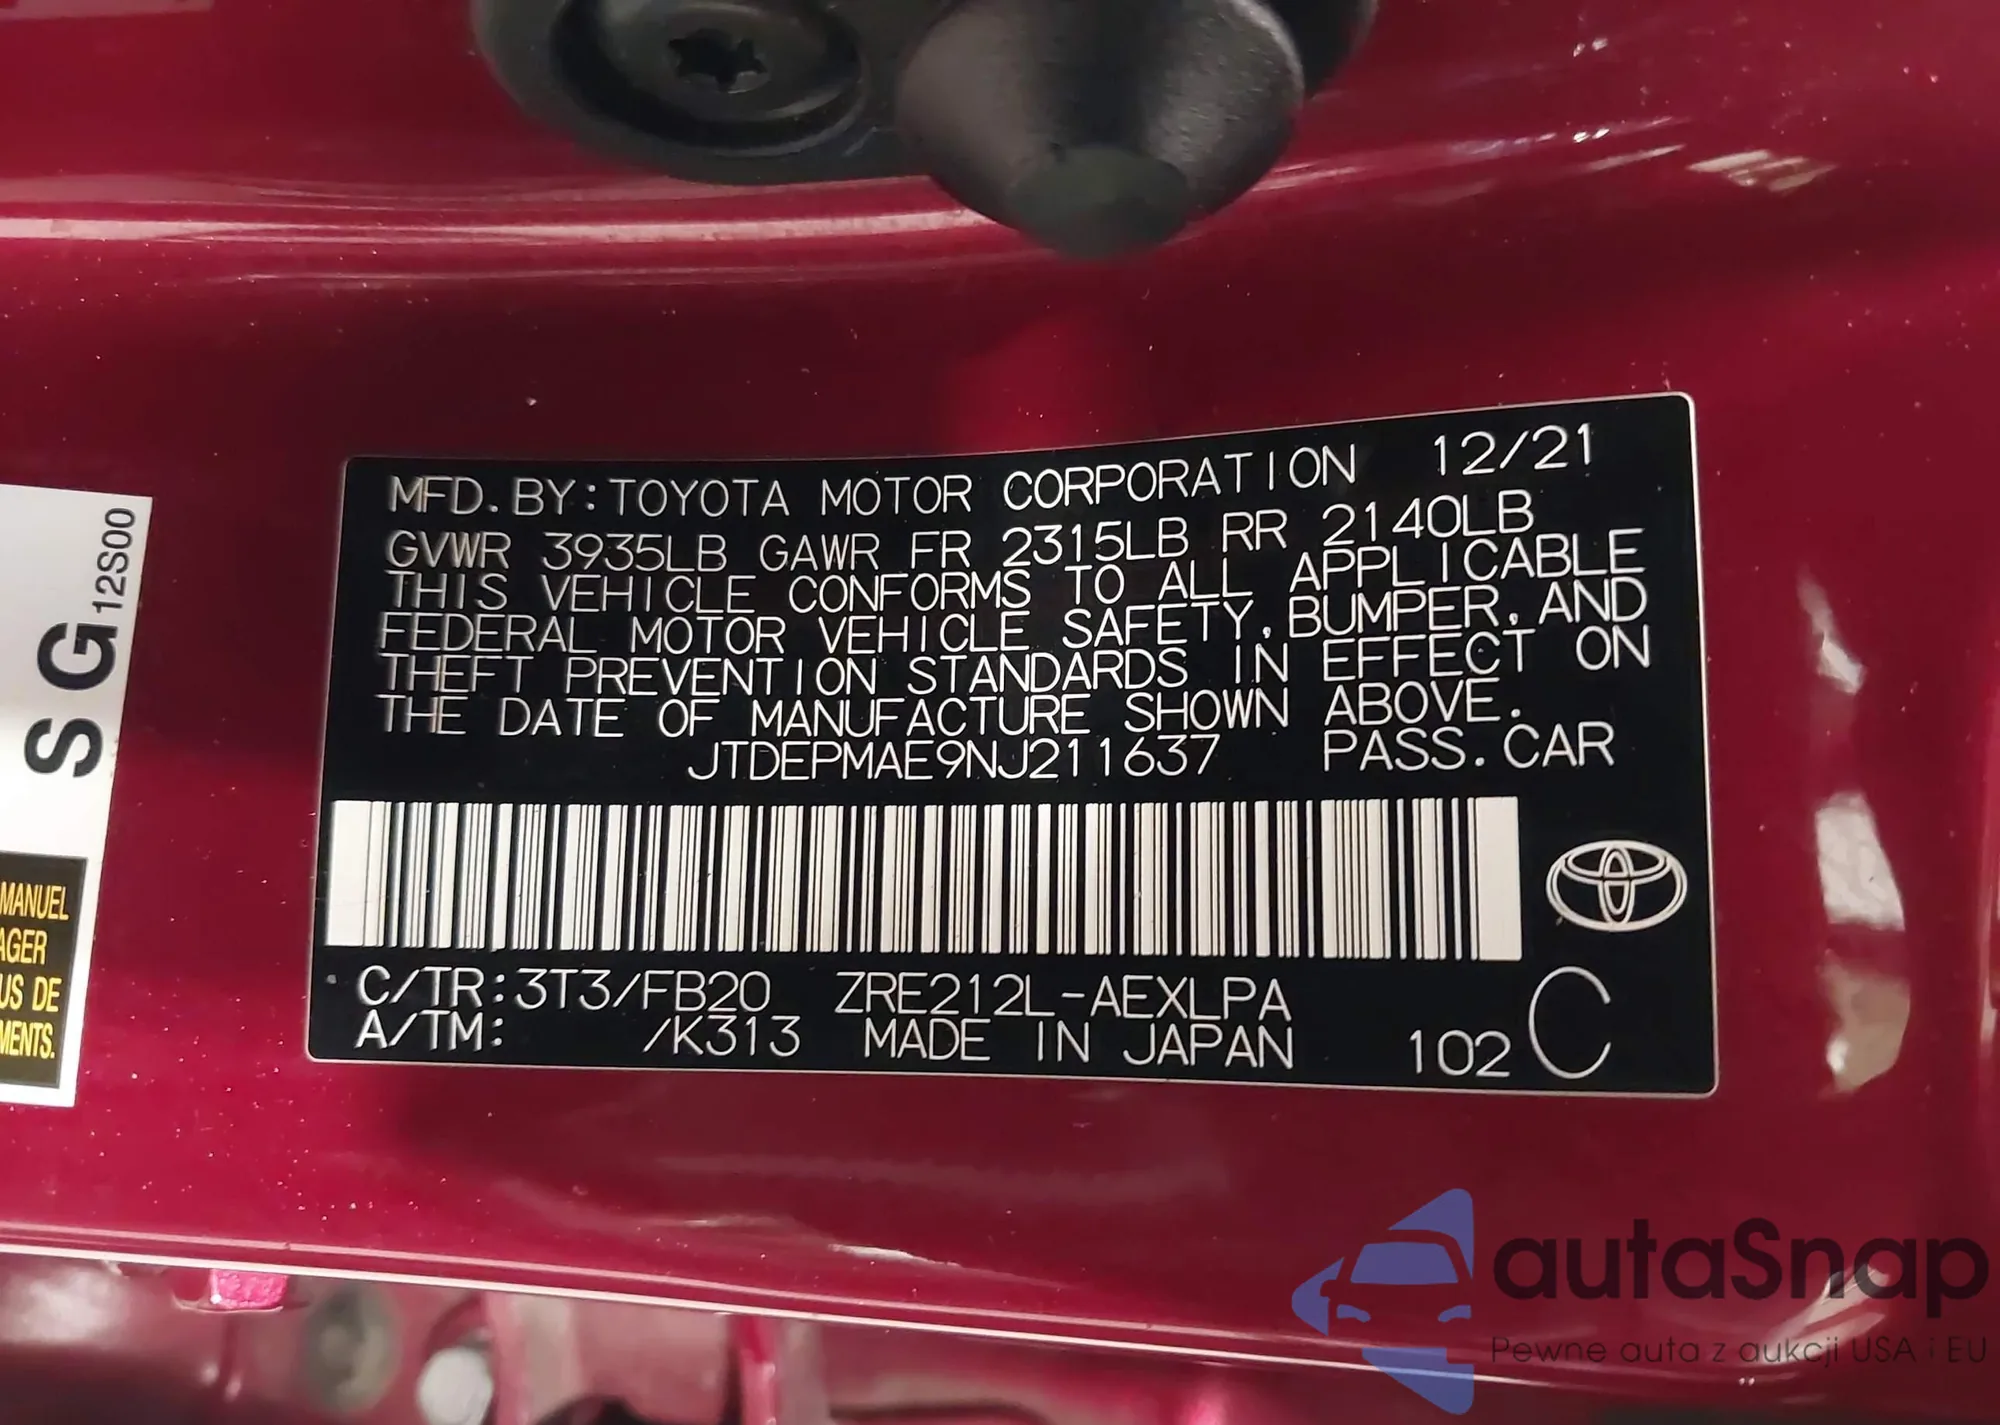 MFD. BY: TOYOTA MOTOR CORPORATION 12/21
GVWR 3935LB GAWR FR 2315LB RR 2140LB
THIS VEHICLE CONFORMS TO ALL APPLICABLE
FEDERAL MOTOR VEHICLE SAFETY, BUMPER, AND
THEFT PREVENTION STANDARDS IN EFFECT ON
THE DATE OF MANUFACTURE SHOWN ABOVE.
JTDEPMAE9NJ211637 PASS. CAR
C/TR: 3T3/FB20 ZRE212L-AEXLPA
A/TM: /K313 MADE IN JAPAN 102 C
SG12S00
MANUEL
AGER
US DE
MENTS.
autaSnap
Pewne auta z aukcji USA i EU